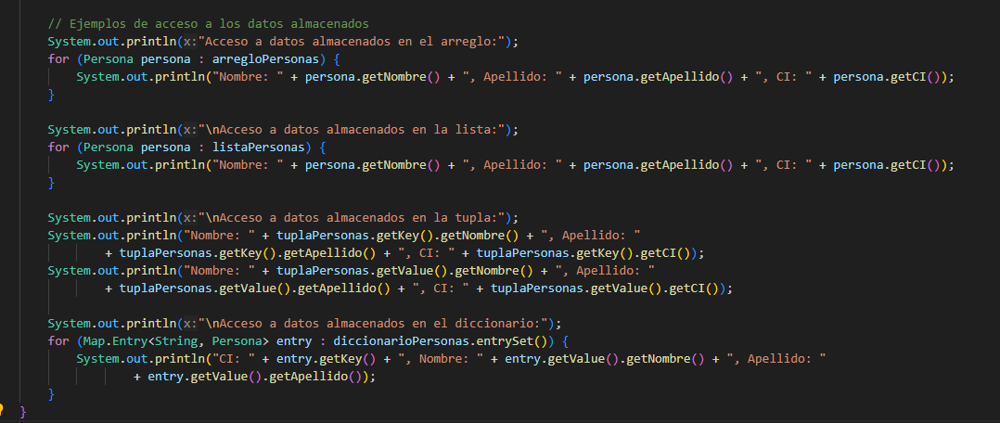 // Ejemplos de acceso a los datos almacenados
System.out.println(x:"Acceso a datos almacenados en el arreglo:");
for (Persona persona : arregloPersonas) {
System.out.println("Nombre: " + persona.getNombre() + ", Apellido: " + persona.getApellido() + ", CI: " + persona.getCI());
}
System.out.println(x:"\nAcceso a datos almacenados en la lista:");
for (Persona persona : listaPersonas) {
System.out.println("Nombre: " + persona.getNombre() + ", Apellido: " + persona.getApellido() + ", CI: " + persona.getCI());
}
System.out.println(x:"\nAcceso a datos almacenados en la tupla:");
System.out.println("Nombre: " + tuplaPersonas.getKey().getNombre() + ", Apellido: "
+ tuplaPersonas.getKey().getApellido() + ", CI: " + tuplaPersonas.getKey().getCI());
System.out.println("Nombre: " + tuplaPersonas.getValue().getNombre() + ", Apellido: "
+ tuplaPersonas.getValue().getApellido() + ", CI: " + tuplaPersonas.getValue().getCI());
System.out.println(x:"\nAcceso a datos almacenados en el diccionario:");
for (Map.Entry<String, Persona> entry : diccionarioPersonas.entrySet()) {
System.out.println("CI: " + entry.getKey() + ", Nombre: " + entry.getValue().getNombre() + ", Apellido: "
+ entry.getValue().getApellido());
}
}